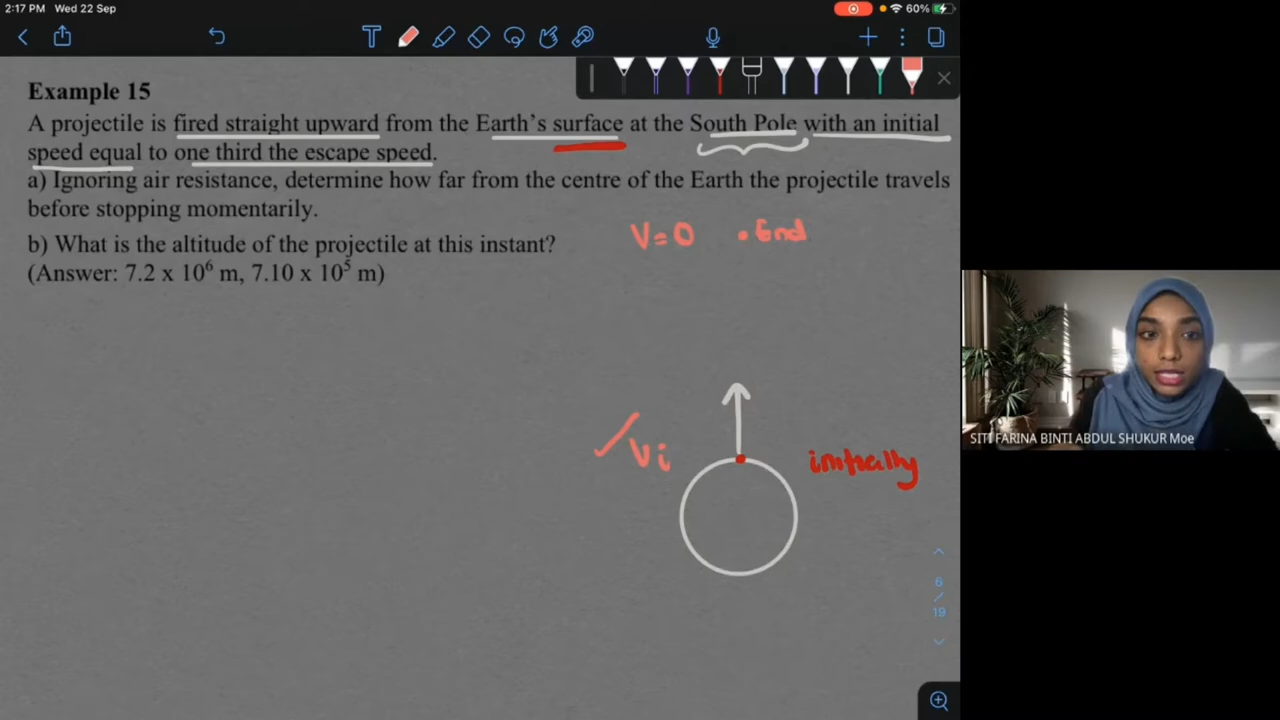 2:17 PM Wed 22 Sep
60%
Example 15
A projectile is fired straight upward from the Earth's surface at the South Pole with an initial
speed equal to one third the escape speed.
a) Ignoring air resistance, determine how far from the centre of the Earth the projectile travels
before stopping momentarily.
b) What is the altitude of the projectile at this instant?
(Answer: 7.2 x 10⁶ m, 7.10 x 10⁵ m)
V=0 • End
Vi
initially
SITI FARINA BINTI ABDUL SHUKUR Moe
6
/
19